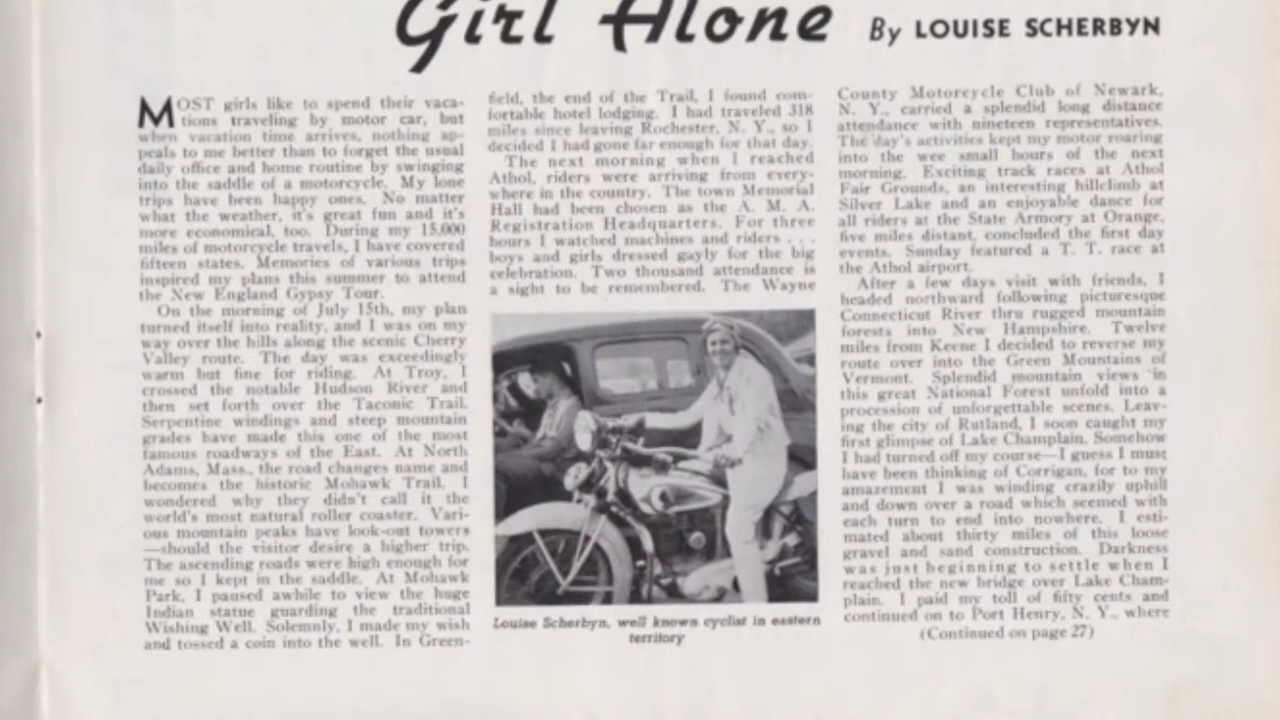 Girl Alone By LOUISE SCHERBYN
MOST girls like to spend their vaca-
tions traveling by motor car, but
when vacation time arrives, nothing ap-
peals to me better than to forget the usual
daily office and home routine by swinging
into the saddle of a motorcycle. My lone
trips have been happy ones. No matter
what the weather, it's great fun and it's
more economical, too. During my 15,000
miles of motorcycle travels, I have covered
fifteen states. Memories of various trips
inspired my plans this summer to attend
the New England Gypsy Tour.
On the morning of July 15th, my plan
turned itself into reality, and I was on my
way over the hills along the scenic Cherry
Valley route. The day was exceedingly
warm but fine for riding. At Troy, I
crossed the notable Hudson River and
then set forth over the Taconic Trail.
Serpentine windings and steep mountain
grades have made this one of the most
famous roadways of the East. At North
Adams, Mass., the road changes name and
becomes the historic Mohawk Trail. I
wondered why they didn't call it the
world's most natural roller coaster. Vari-
ous mountain peaks have look-out towers
—should the visitor desire a higher trip.
The ascending roads were high enough for
me so I kept in the saddle. At Mohawk
Park, I paused awhile to view the huge
Indian statue guarding the traditional
Wishing Well. Solemnly, I made my wish
and tossed a coin into the well. In Green-
field, the end of the Trail, I found com-
fortable hotel lodging. I had traveled 318
miles since leaving Rochester, N. Y., so I
decided I had gone far enough for that day.
The next morning when I reached
Athol, riders were arriving from every-
where in the country. The town Memorial
Hall had been chosen as the A. M. A.
Registration Headquarters. For three
hours I watched machines and riders . . .
boys and girls dressed gayly for the big
celebration. Two thousand attendance is
a sight to be remembered. The Wayne
Louise Scherbyn, well known cyclist in eastern
territory
County Motorcycle Club of Newark,
N. Y., carried a splendid long distance
attendance with nineteen representatives.
The day's activities kept my motor roaring
into the wee small hours of the next
morning. Exciting track races at Athol
Fair Grounds, an interesting hillclimb at
Silver Lake and an enjoyable dance for
all riders at the State Armory at Orange,
five miles distant, concluded the first day
events. Sunday featured a T. T. race at
the Athol airport.
After a few days visit with friends, I
headed northward following picturesque
Connecticut River thru rugged mountain
forests into New Hampshire. Twelve
miles from Keene I decided to reverse my
route over into the Green Mountains of
Vermont. Splendid mountain views in
this great National Forest unfold into a
procession of unforgettable scenes. Leav-
ing the city of Rutland, I soon caught my
first glimpse of Lake Champlain. Somehow
I had turned off my course—I guess I must
have been thinking of Corrigan, for to my
amazement I was winding crazily uphill
and down over a road which seemed with
each turn to end into nowhere. I esti-
mated about thirty miles of this loose
gravel and sand construction. Darkness
was just beginning to settle when I
reached the new bridge over Lake Cham-
plain. I paid my toll of fifty cents and
continued on to Port Henry, N. Y., where
(Continued on page 27)